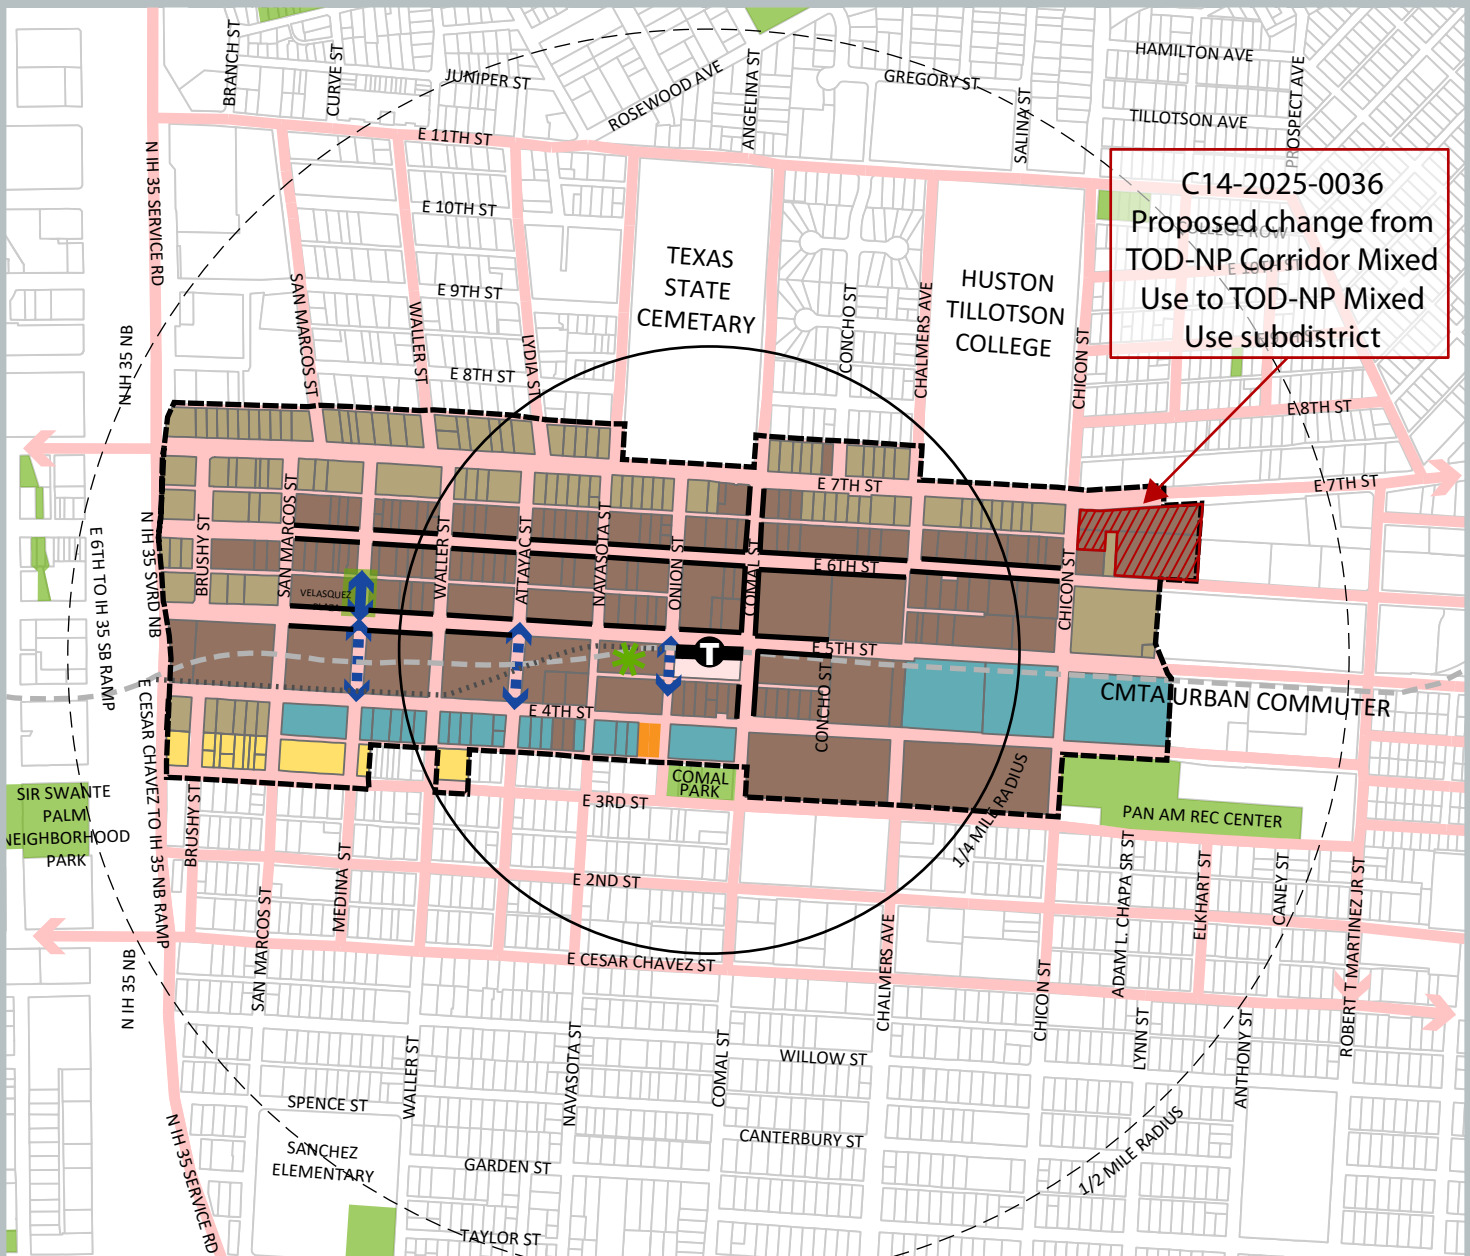 BRANCH ST
CURVE ST
JUNIPER ST
ROSEWOOD AVE
ANGELINA ST
GREGORY ST
SALINA ST
HAMILTON AVE
TILLOTSON AVE
PROSPECT AVE
E 11TH ST
N IH 35 SERVICE RD
E 10TH ST
E 9TH ST
E 8TH ST
SAN MARCOS ST
WALLER ST
LYDIA ST
TEXAS
STATE
CEMETARY
CONCHO ST
CHALMERS AVE
HUSTON
TILLOTSON
COLLEGE
CHICON ST
C14-2025-0036
Proposed change from
TOD-NP Corridor Mixed
Use to TOD-NP Mixed
Use subdistrict
E 10TH ST
E 8TH ST
E 7TH ST
N IH 35 NB
E 6TH TO IH 35 SB RAMP
N IH 35 SVRD NB
BRUSHY ST
SAN MARCOS ST
WALLER ST
ATTAYAC ST
NAVASOTA ST
ONION ST
COMAL ST
E 7TH ST
E 6TH ST
E 5TH ST
CHICON ST
VELASQUEZ
T
CMTA URBAN COMMUTER
E 4TH ST
CONCHO ST
E CESAR CHAVEZ TO IH 35 NB RAMP
SIR SWANTE
PALM
NEIGHBORHOOD
PARK
BRUSHY ST
COMAL
PARK
E 3RD ST
1/4 MILE RADIUS
PAN AM REC CENTER
SAN MARCOS ST
MEDINA ST
E 2ND ST
ADAM L. CHAPA SR ST
ELKHART ST
CANEY ST
ROBERT T MARTINEZ JR ST
N IH 35 NB
E CESAR CHAVEZ ST
CHALMERS AVE
CHICON ST
LYNN ST
ANTHONY ST
WALLER ST
NAVASOTA ST
COMAL ST
WILLOW ST
SPENCE ST
CANTERBURY ST
SANCHEZ
ELEMENTARY
GARDEN ST
1/2 MILE RADIUS
N IH 35 SERVICE RD
TAYLOR ST